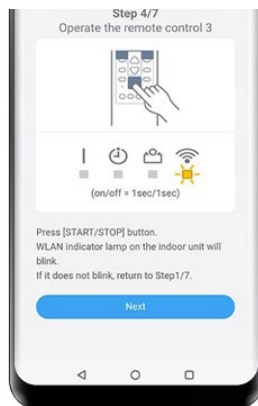 Step 4/7
Operate the remote control 3
(on/off = 1sec/1sec)
Press [START/STOP] button.
WLAN indicator lamp on the indoor unit will
blink.
If it does not blink, return to Step1/7.
Next